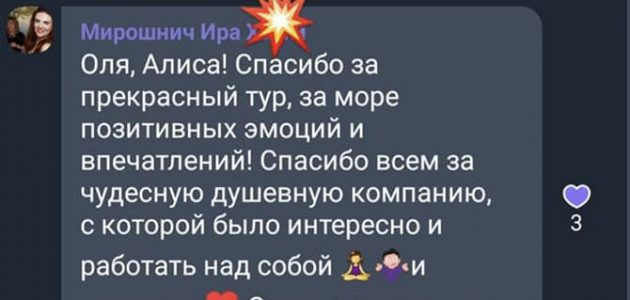 Мирошнич Ира
Оля, Алиса! Спасибо за
прекрасный тур, за море
позитивных эмоций и
впечатлений! Спасибо всем за
чудесную душевную компанию,
с которой было интересно и
работать над собой 🧘‍♀️🤷‍♂️и
3